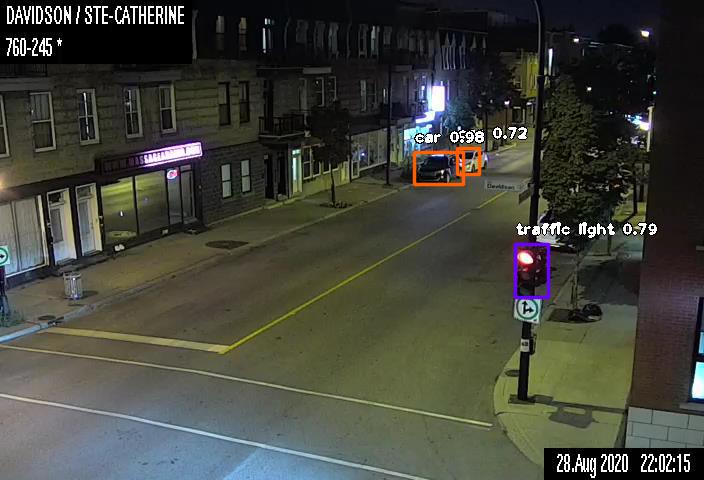 DAVIDSON / STE-CATHERINE
760-245 *
car 0.98
0.72
Davidson
traffic light 0.79
28.Aug 2020 22:02:15